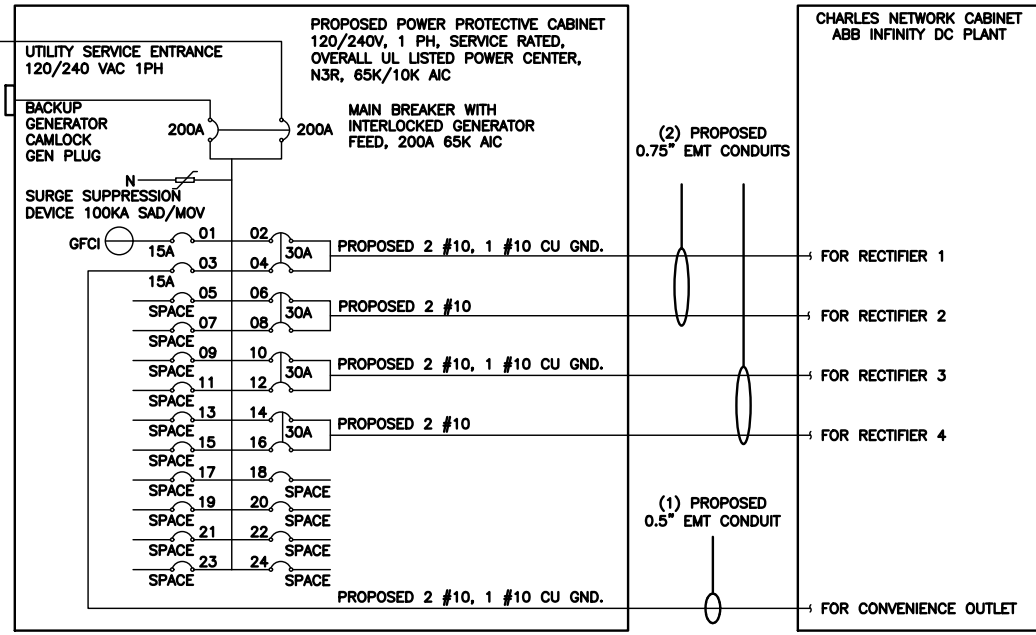 PROPOSED POWER PROTECTIVE CABINET
120/240V, 1 PH, SERVICE RATED,
OVERALL UL LISTED POWER CENTER,
N3R, 65K/10K AIC
CHARLES NETWORK CABINET
ABB INFINITY DC PLANT
UTILITY SERVICE ENTRANCE
120/240 VAC 1PH
BACKUP
GENERATOR
CAMLOCK
GEN PLUG
200A
200A
MAIN BREAKER WITH
INTERLOCKED GENERATOR
FEED, 200A 65K AIC
(2) PROPOSED
0.75" EMT CONDUITS
N
SURGE SUPPRESSION
DEVICE 100KA SAD/MOV
GFCI
01
02
15A
30A
PROPOSED 2 #10, 1 #10 CU GND.
FOR RECTIFIER 1
03
04
15A
05
06
SPACE
30A
PROPOSED 2 #10
FOR RECTIFIER 2
07
08
SPACE
09
10
SPACE
30A
PROPOSED 2 #10, 1 #10 CU GND.
FOR RECTIFIER 3
11
12
SPACE
13
14
SPACE
30A
PROPOSED 2 #10
FOR RECTIFIER 4
15
16
SPACE
17
18
SPACE
SPACE
19
20
SPACE
SPACE
21
22
SPACE
SPACE
23
24
SPACE
SPACE
(1) PROPOSED
0.5" EMT CONDUIT
PROPOSED 2 #10, 1 #10 CU GND.
FOR CONVENIENCE OUTLET